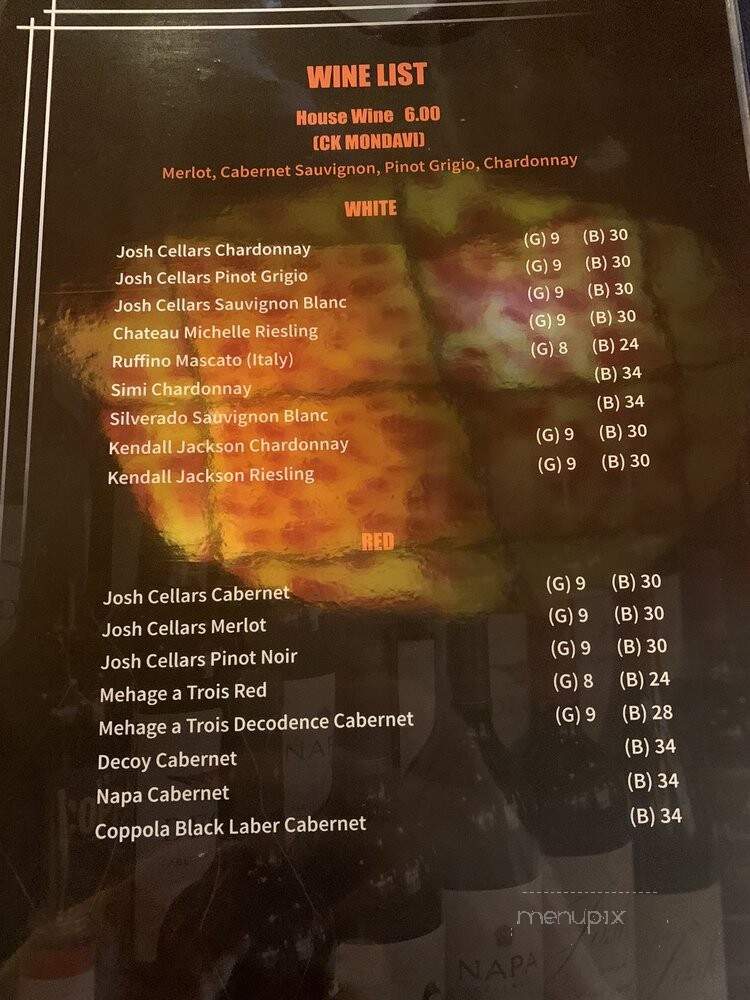 WINE LIST
House Wine 6.00
(CK MONDAVI)
Merlot, Cabernet Sauvignon, Pinot Grigio, Chardonnay
WHITE
Josh Cellars Chardonnay (G) 9 (B) 30
Josh Cellars Pinot Grigio (G) 9 (B) 30
Josh Cellars Sauvignon Blanc (G) 9 (B) 30
Chateau Michelle Riesling (G) 9 (B) 30
Ruffino Mascato (Italy) (G) 8 (B) 24
Simi Chardonnay (B) 34
Silverado Sauvignon Blanc (B) 34
Kendall Jackson Chardonnay (G) 9 (B) 30
Kendall Jackson Riesling (G) 9 (B) 30
RED
Josh Cellars Cabernet (G) 9 (B) 30
Josh Cellars Merlot (G) 9 (B) 30
Josh Cellars Pinot Noir (G) 9 (B) 30
Mehage a Trois Red (G) 8 (B) 24
Mehage a Trois Decodence Cabernet (G) 9 (B) 28
Decoy Cabernet (B) 34
Napa Cabernet (B) 34
Coppola Black Laber Cabernet (B) 34
menupix
NAPA
NAPA